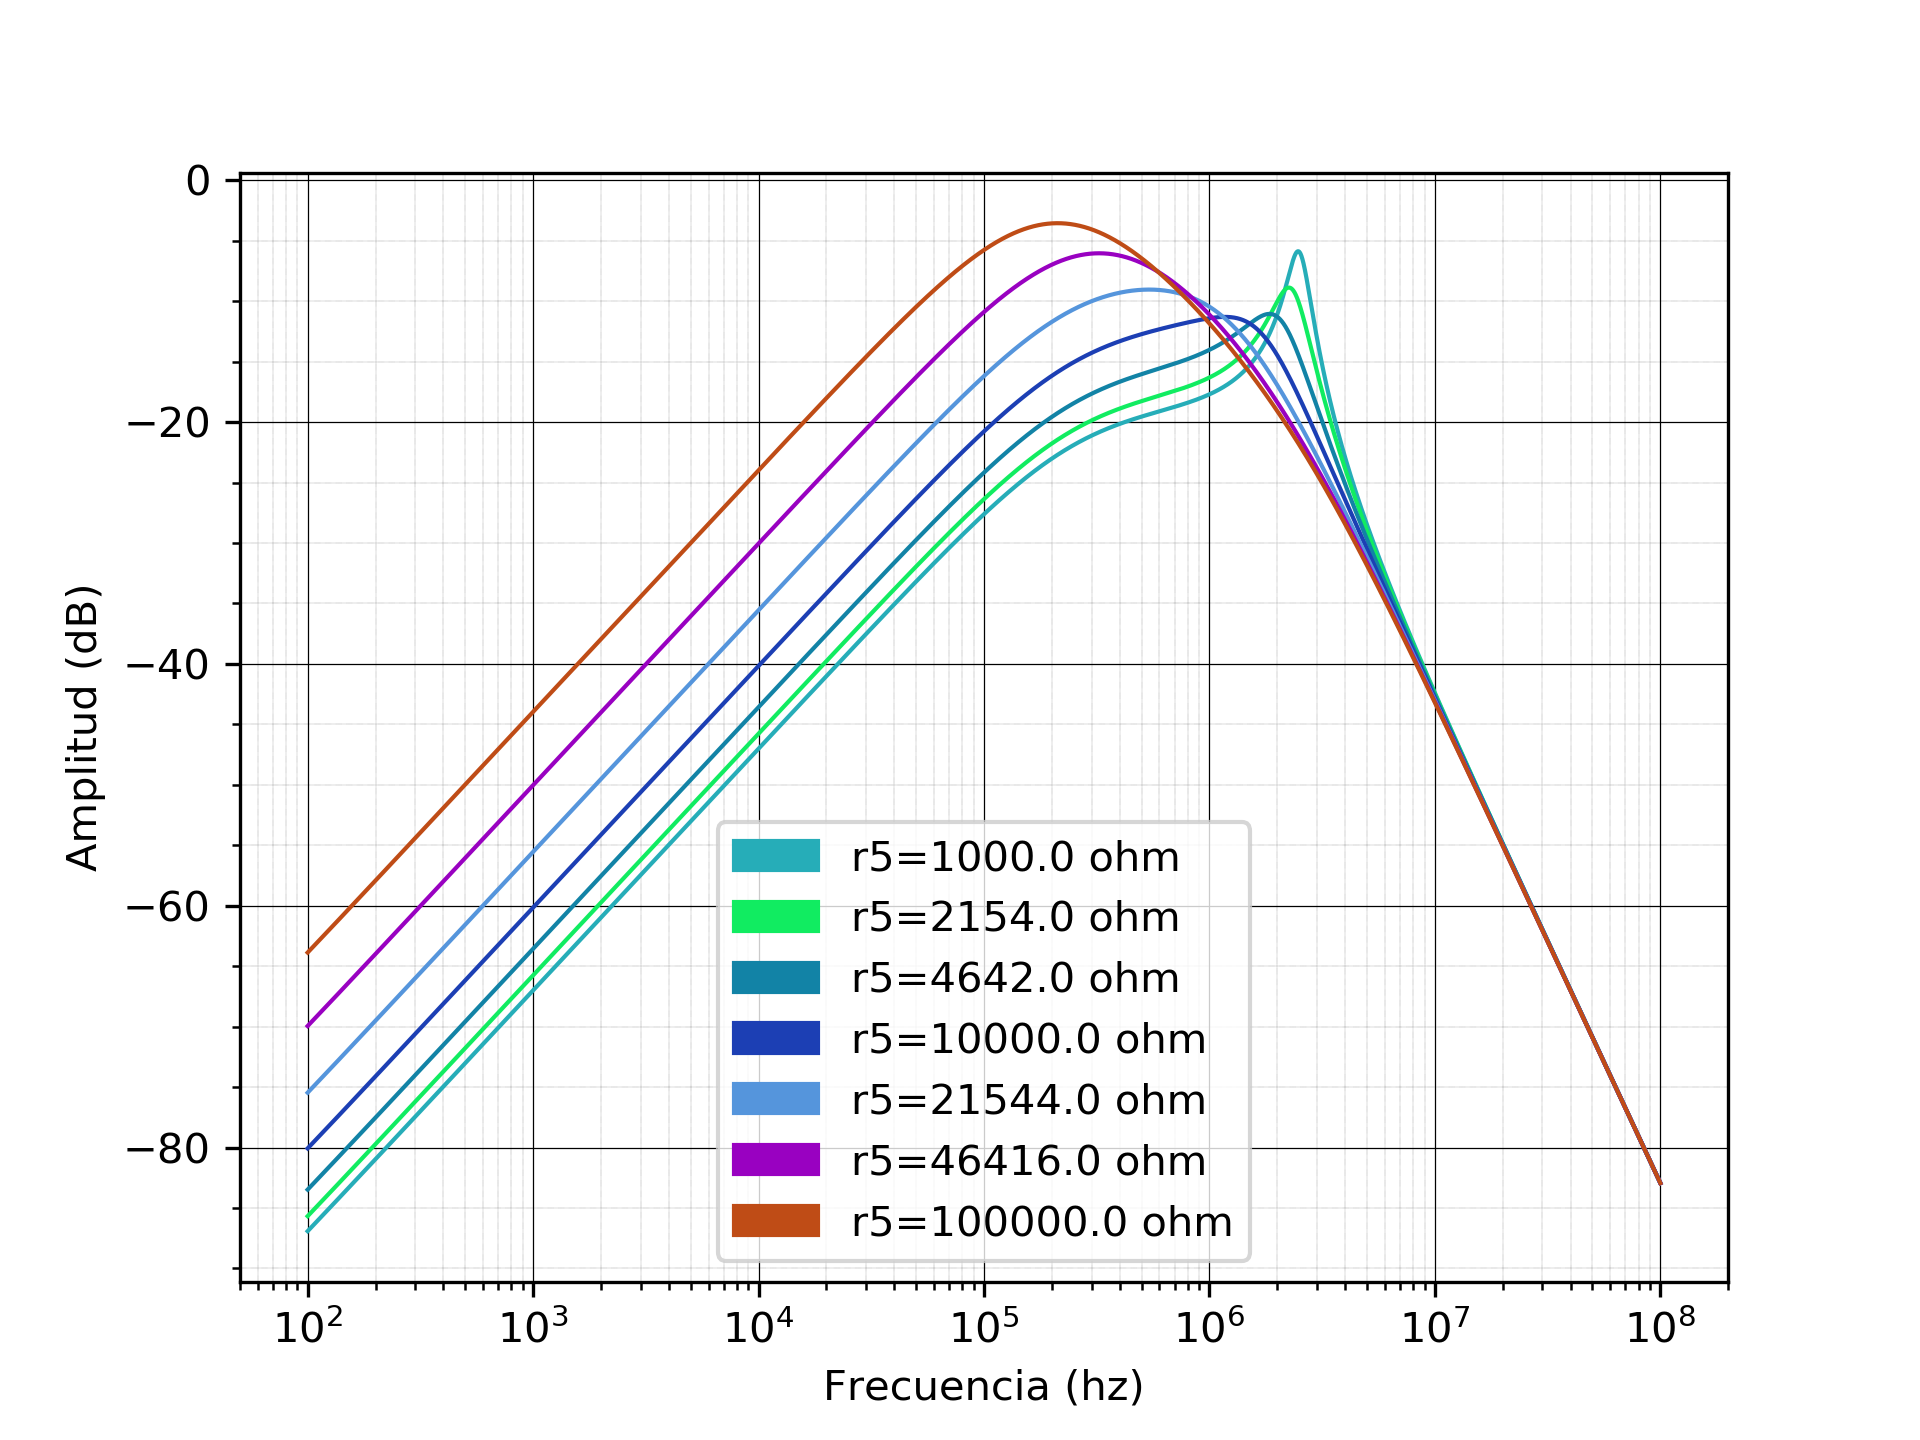 0
−20
−40
−60
−80
Amplitud (dB)
r5=1000.0 ohm
r5=2154.0 ohm
r5=4642.0 ohm
r5=10000.0 ohm
r5=21544.0 ohm
r5=46416.0 ohm
r5=100000.0 ohm
10² 10³ 10⁴ 10⁵ 10⁶ 10⁷ 10⁸
Frecuencia (hz)